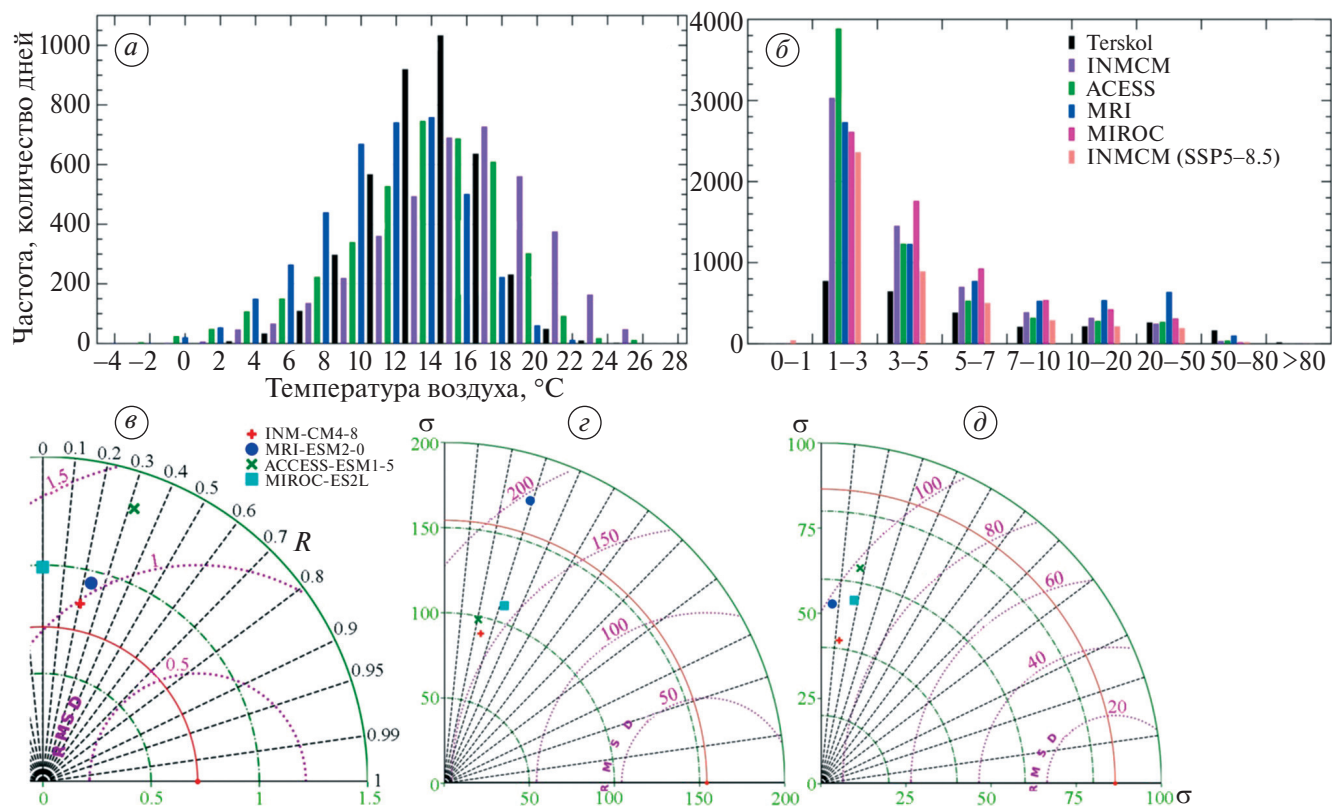 а
Частота, количество дней
1000
800
600
400
200
0
−4 −2 0 2 4 6 8 10 12 14 16 18 20 22 24 26 28
Температура воздуха, °C
б
4000
3000
2000
1000
0
Terskol
INMCM
ACESS
MRI
MIROC
INMCM (SSP5–8.5)
0–1 1–3 3–5 5–7 7–10 10–20 20–50 50–80 >80
в
INM-CM4-8
MRI-ESM2-0
ACCESS-ESM1-5
MIROC-ES2L
0 0.1 0.2 0.3 0.4 0.5 0.6 0.7 0.8 0.9 0.95 0.99 1
R
1.5
1
0.5
RMSD
0 0.5 1.0 1.5
г
σ
200
150
100
50
0
200
150
100
50
RMSD
0 50 100 150 200
д
σ
100
75
50
25
0
100
80
60
40
20
RMSD
25 50 75 100
σ